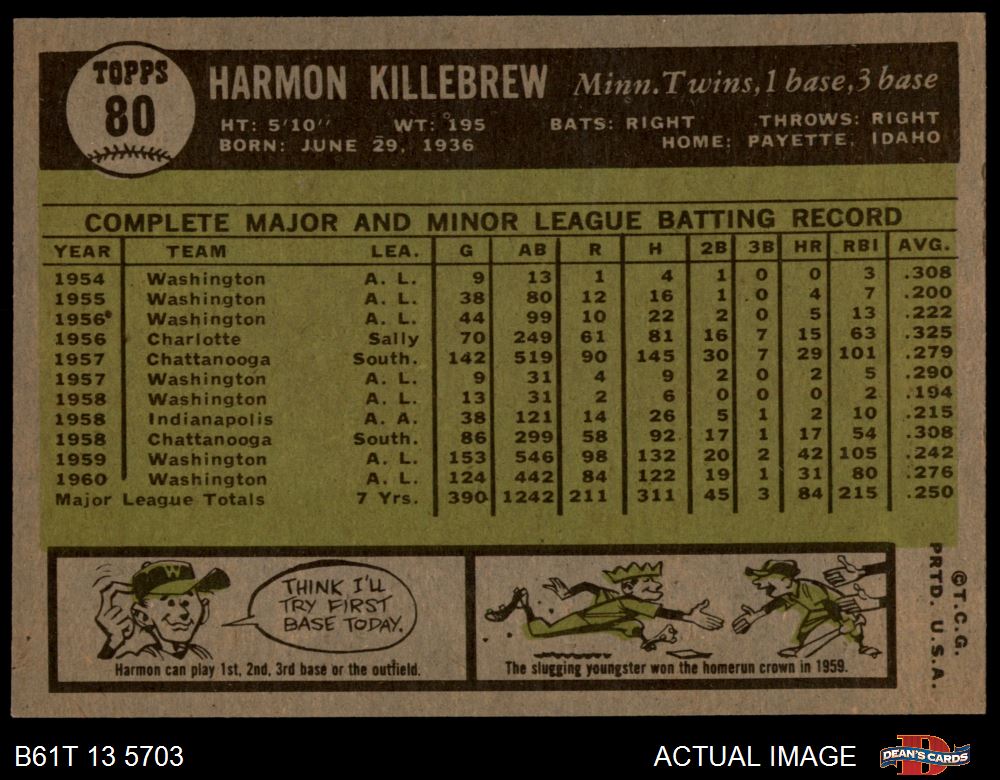 TOPPS
80
HARMON KILLEBREW Minn. Twins, 1 base, 3 base
HT: 5'10" WT: 195 BATS: RIGHT THROWS: RIGHT
BORN: JUNE 29, 1936 HOME: PAYETTE, IDAHO
COMPLETE MAJOR AND MINOR LEAGUE BATTING RECORD
YEAR TEAM LEA. G AB R H 2B 3B HR RBI AVG.
1954 Washington A. L. 9 13 1 4 1 0 0 3 .308
1955 Washington A. L. 38 80 12 16 1 0 4 7 .200
1956* Washington A. L. 44 99 10 22 2 0 5 13 .222
1956 Charlotte Sally 70 249 61 81 16 7 15 63 .325
1957 Chattanooga South. 142 519 90 145 30 7 29 101 .279
1957 Washington A. L. 9 31 4 9 2 0 2 5 .290
1958 Washington A. L. 13 31 2 6 0 0 0 2 .194
1958 Indianapolis A. A. 38 121 14 26 5 1 2 10 .215
1958 Chattanooga South. 86 299 58 92 17 1 17 54 .308
1959 Washington A. L. 153 546 98 132 20 2 42 105 .242
1960 Washington A. L. 124 442 84 122 19 1 31 80 .276
Major League Totals 7 Yrs. 390 1242 211 311 45 3 84 215 .250
W
THINK I'LL
TRY FIRST
BASE TODAY.
Harmon can play 1st, 2nd, 3rd base or the outfield.
The slugging youngster won the homerun crown in 1959.
©T.C.G.
PRTD. U.S.A.
B61T 13 5703
ACTUAL IMAGE
DEAN'S CARDS